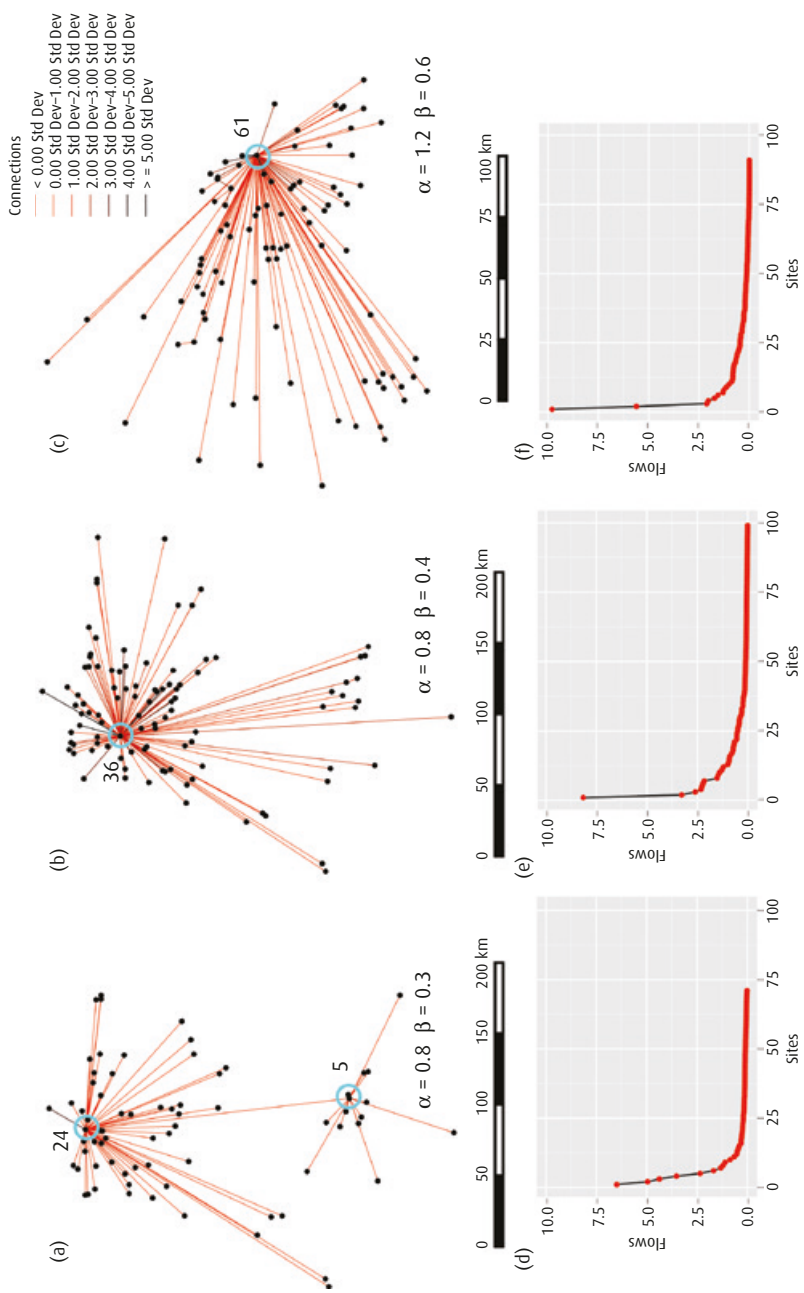 Connections
< 0.00 Std Dev
0.00 Std Dev–1.00 Std Dev
1.00 Std Dev–2.00 Std Dev
2.00 Std Dev–3.00 Std Dev
3.00 Std Dev–4.00 Std Dev
4.00 Std Dev–5.00 Std Dev
> = 5.00 Std Dev
(a)
24
5
α = 0.8 β = 0.3
0 50 100 150 200 km
(b)
36
α = 0.8 β = 0.4
0 50 100 150 200 km
(c)
61
α = 1.2 β = 0.6
0 25 50 75 100 km
(d)
10.0
7.5
5.0
2.5
0.0
Flows
0 25 50 75 100
Sites
(e)
10.0
7.5
5.0
2.5
0.0
Flows
0 25 50 75 100
Sites
(f)
10.0
7.5
5.0
2.5
0.0
Flows
0 25 50 75 100
Sites